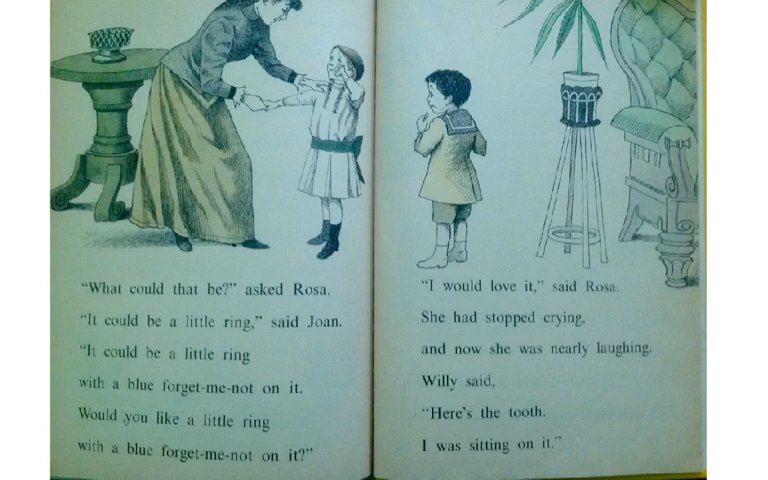 “What could that be?” asked Rosa.
“It could be a little ring,” said Joan.
“It could be a little ring
with a blue forget-me-not on it.
Would you like a little ring
with a blue forget-me-not on it?”
“I would love it,” said Rosa.
She had stopped crying,
and now she was nearly laughing.
Willy said,
“Here’s the tooth.
I was sitting on it.”